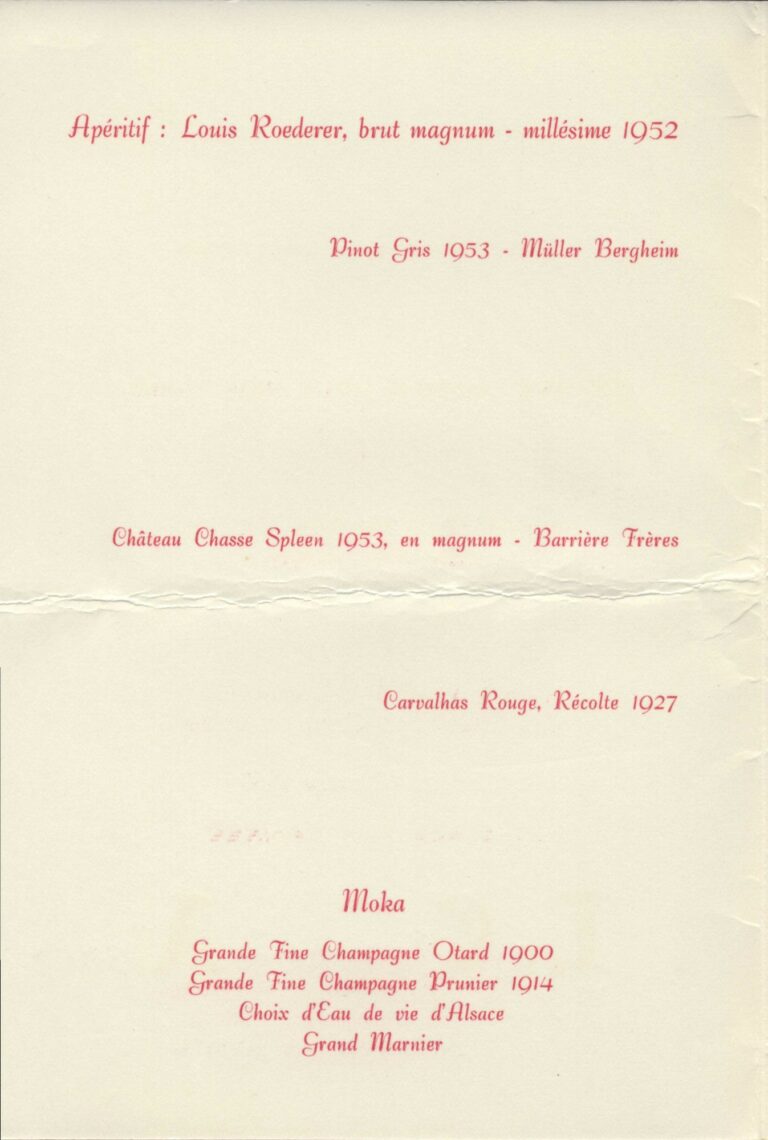 Apéritif : Louis Roederer, brut magnum - millésime 1952
Pinot Gris 1953 - Müller Bergheim
Château Chasse Spleen 1953, en magnum - Barrière Frères
Carvalhas Rouge, Récolte 1927
Moka
Grande Fine Champagne Otard 1900
Grande Fine Champagne Prunier 1914
Choix d'Eau de vie d'Alsace
Grand Marnier